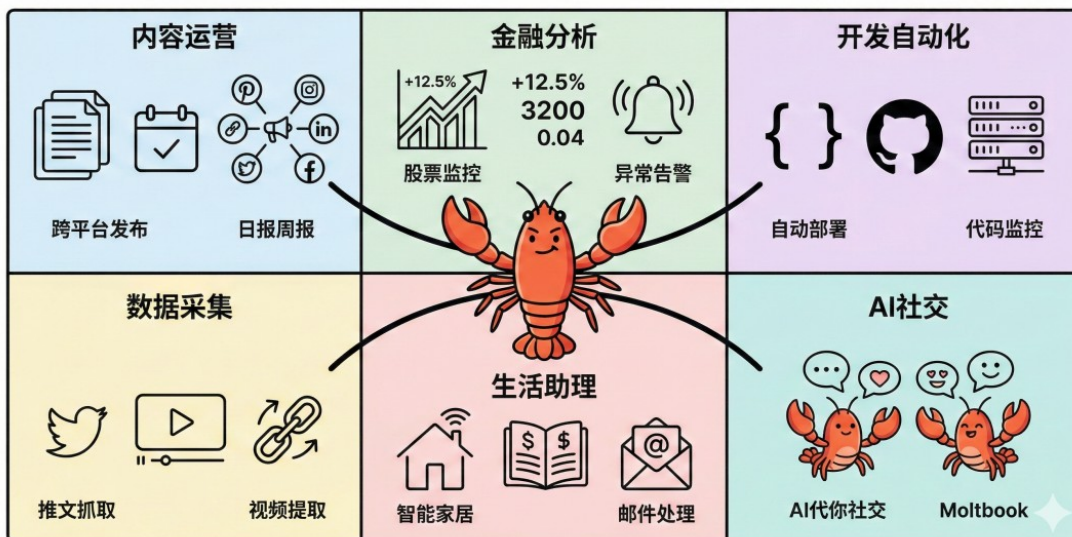 内容运营
跨平台发布
日报周报
in
f
金融分析
+12.5%
+12.5%
3200
0.04
股票监控
异常告警
开发自动化
{ }
自动部署
代码监控
数据采集
推文抓取
视频提取
生活助理
$ $
@
智能家居
邮件处理
AI社交
AI代你社交
Moltbook